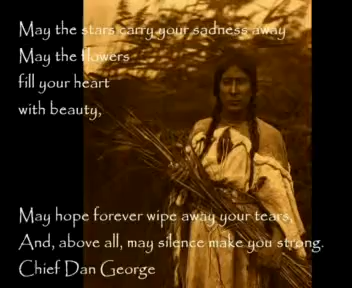 May the stars carry your sadness away
May the flowers
fill your heart
with beauty,
May hope forever wipe away your tears,
And, above all, may silence make you strong.
Chief Dan George